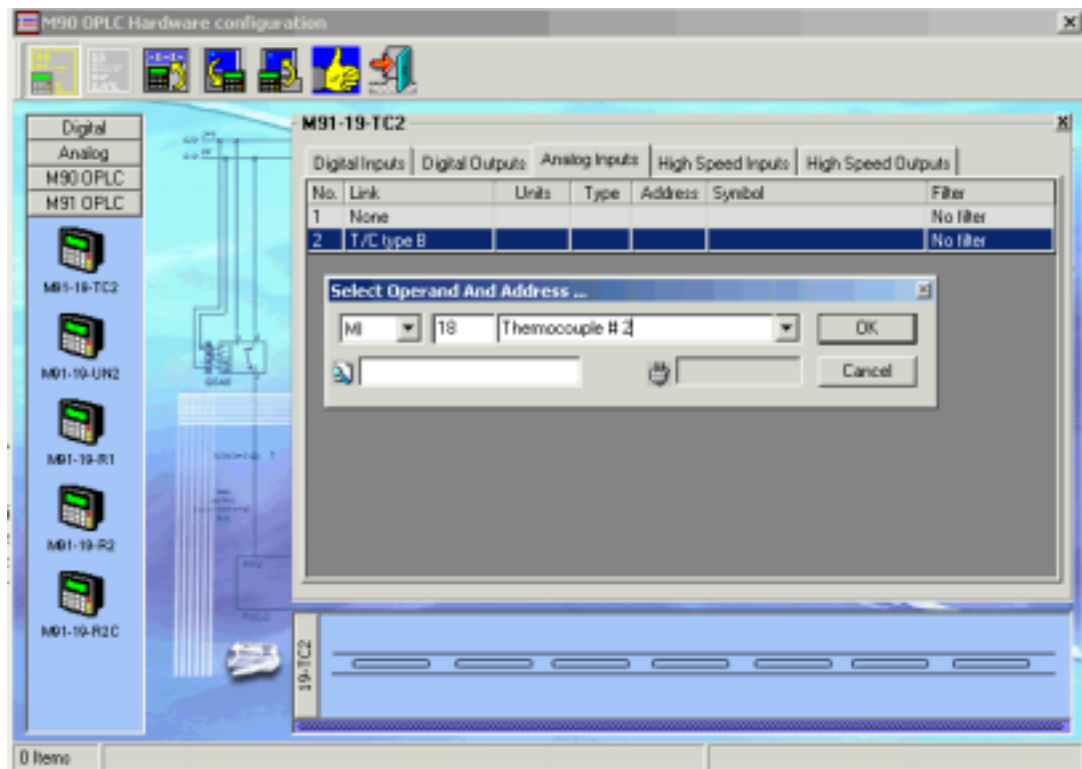 M90 OPLC Hardware configuration
Digital
Analog
M90 OPLC
M91 OPLC
M91-19-TC2
M91-19-UN2
M91-19-R1
M91-19-R2
M91-19-R2C
M91-19-TC2
Digital Inputs Digital Outputs Analog Inputs High Speed Inputs High Speed Outputs
No. Link Units Type Address Symbol Filter
1 None No filter
2 T/C type B No filter
Select Operand And Address ...
MI 18 Themocouple # 2 OK
Cancel
19-TC2
0 Items